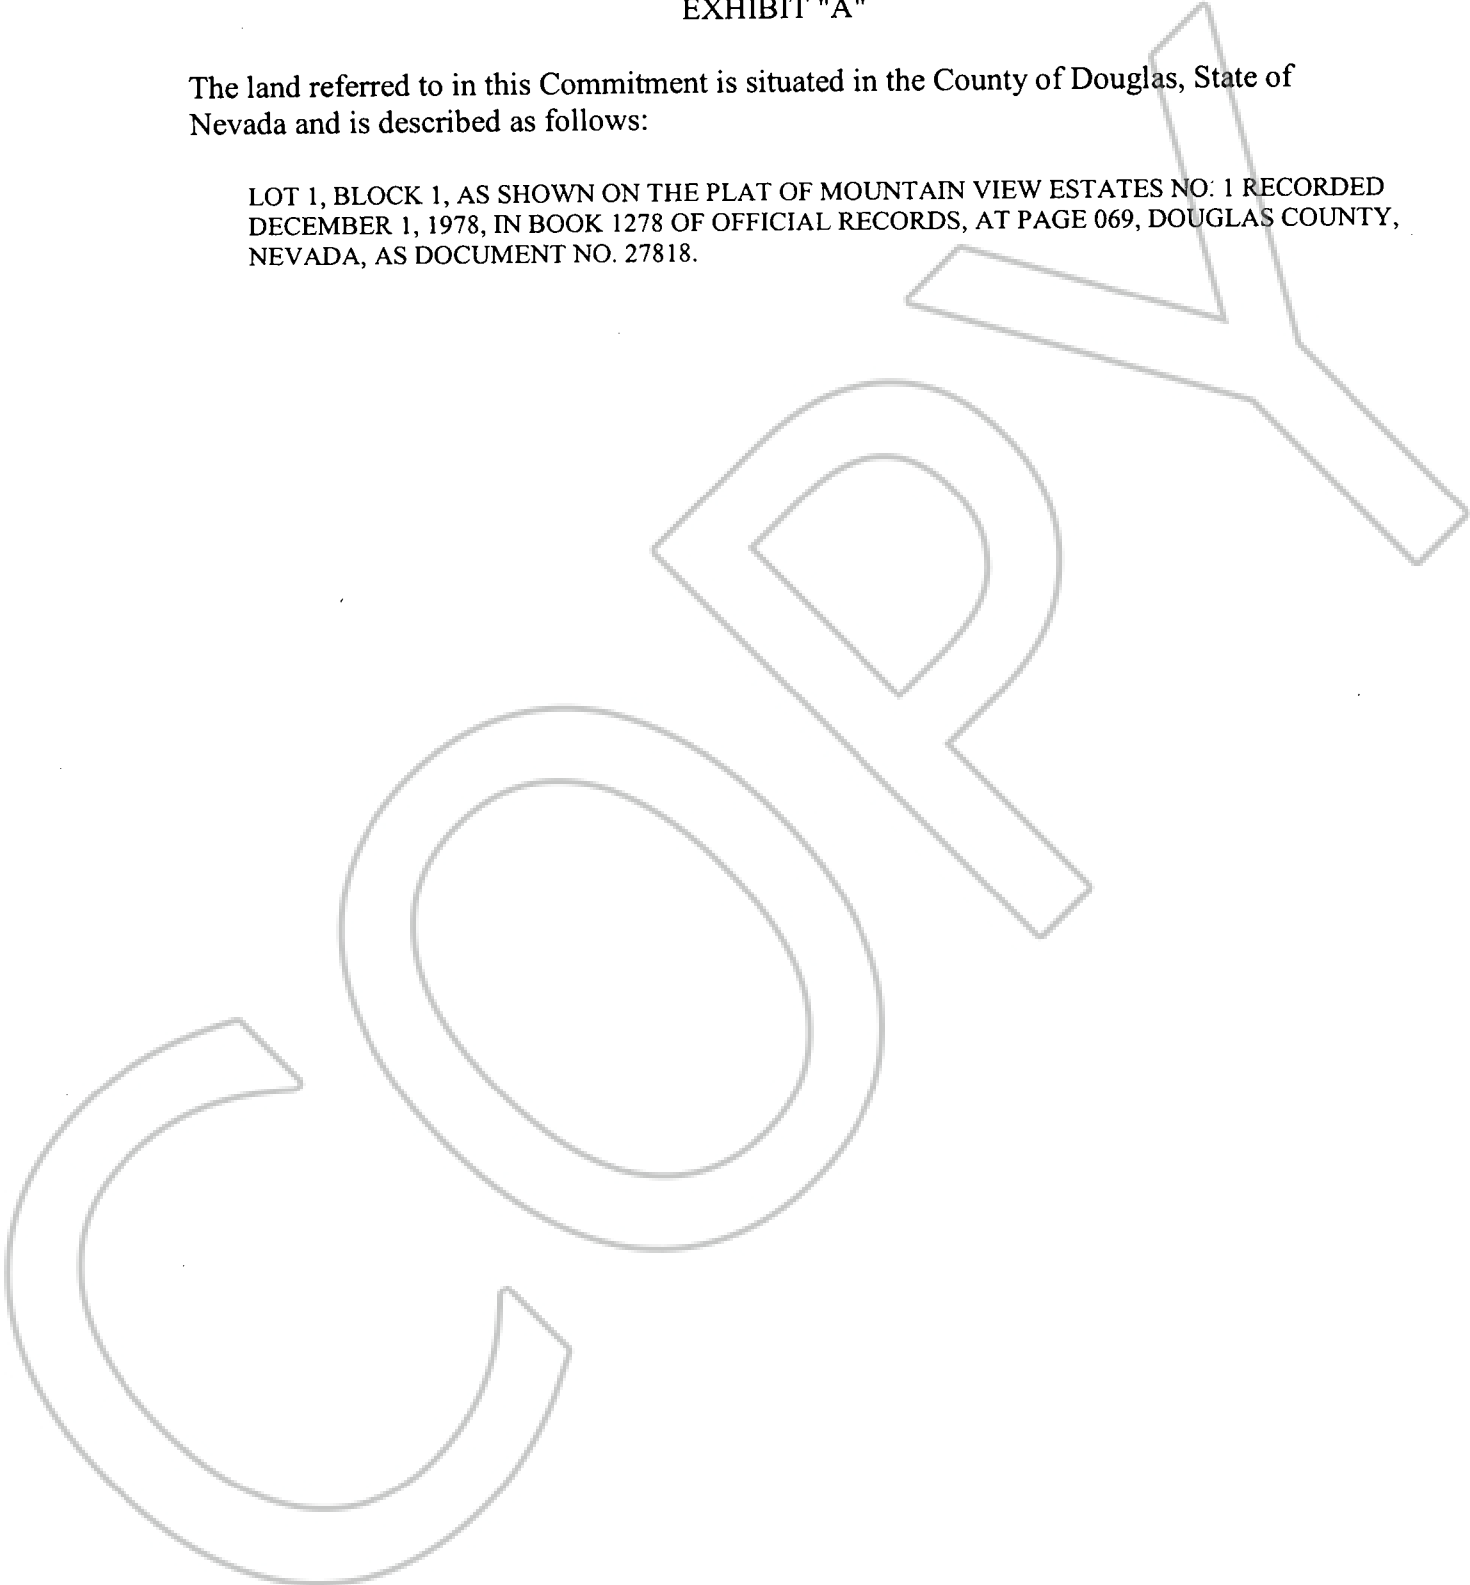 EXHIBIT "A"
The land referred to in this Commitment is situated in the County of Douglas, State of
Nevada and is described as follows:
LOT 1, BLOCK 1, AS SHOWN ON THE PLAT OF MOUNTAIN VIEW ESTATES NO. 1 RECORDED
DECEMBER 1, 1978, IN BOOK 1278 OF OFFICIAL RECORDS, AT PAGE 069, DOUGLAS COUNTY,
NEVADA, AS DOCUMENT NO. 27818.
COPY